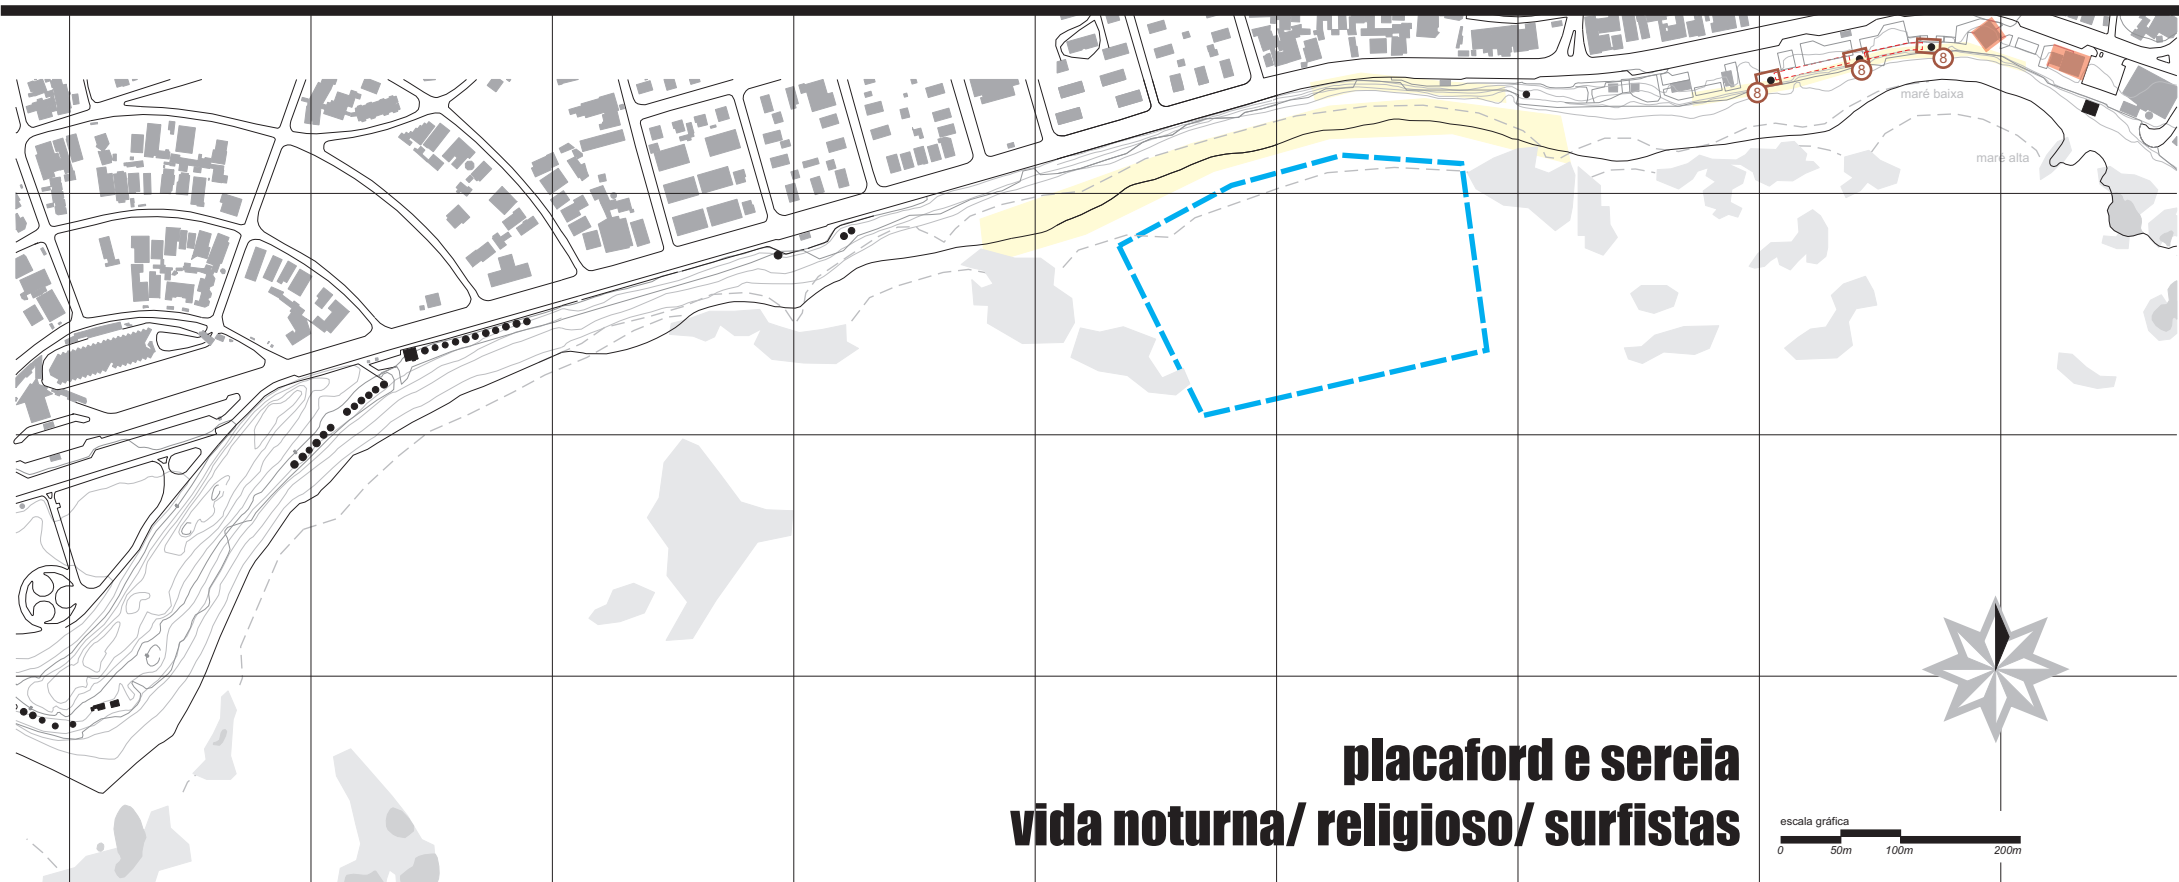 8
8
8
maré baixa
maré alta
placaford e sereia
vida noturna/ religioso/ surfistas
escala gráfica
0 50m 100m 200m